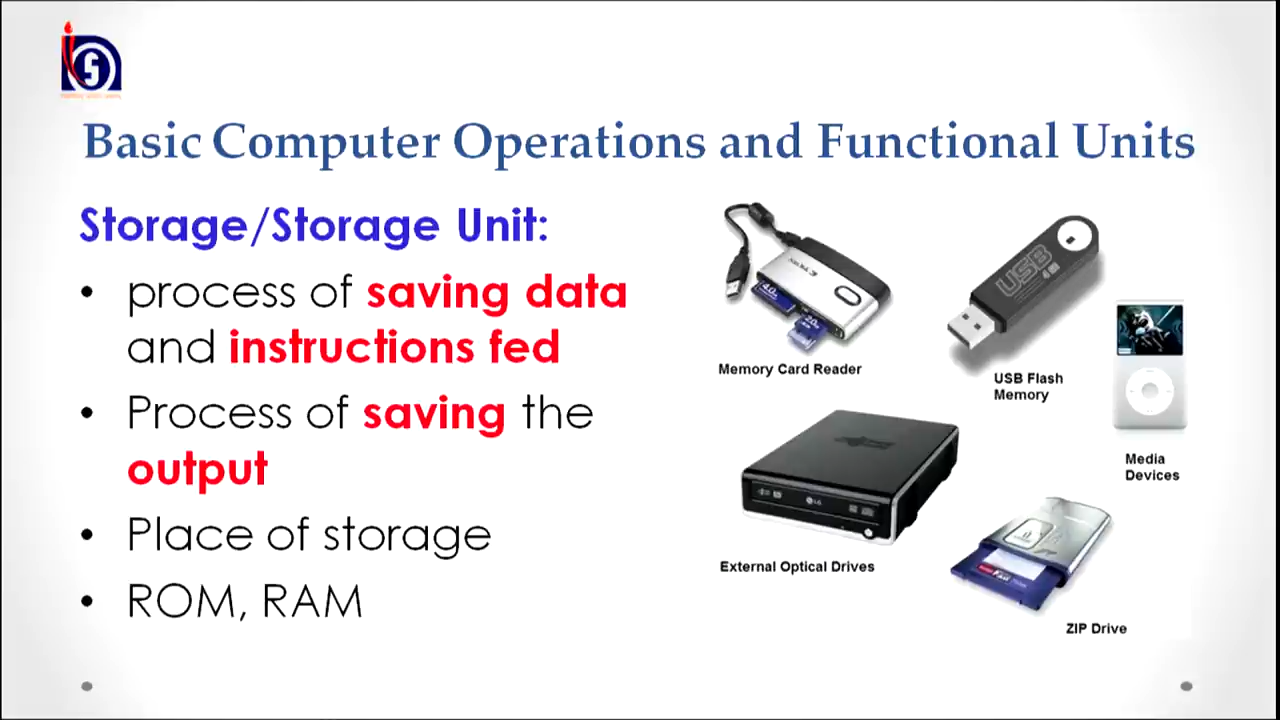 Basic Computer Operations and Functional Units
Storage/Storage Unit:
• process of saving data
and instructions fed
• Process of saving the
output
• Place of storage
• ROM, RAM
Memory Card Reader
USB
USB Flash
Memory
Media
Devices
LG
External Optical Drives
ZIP Drive